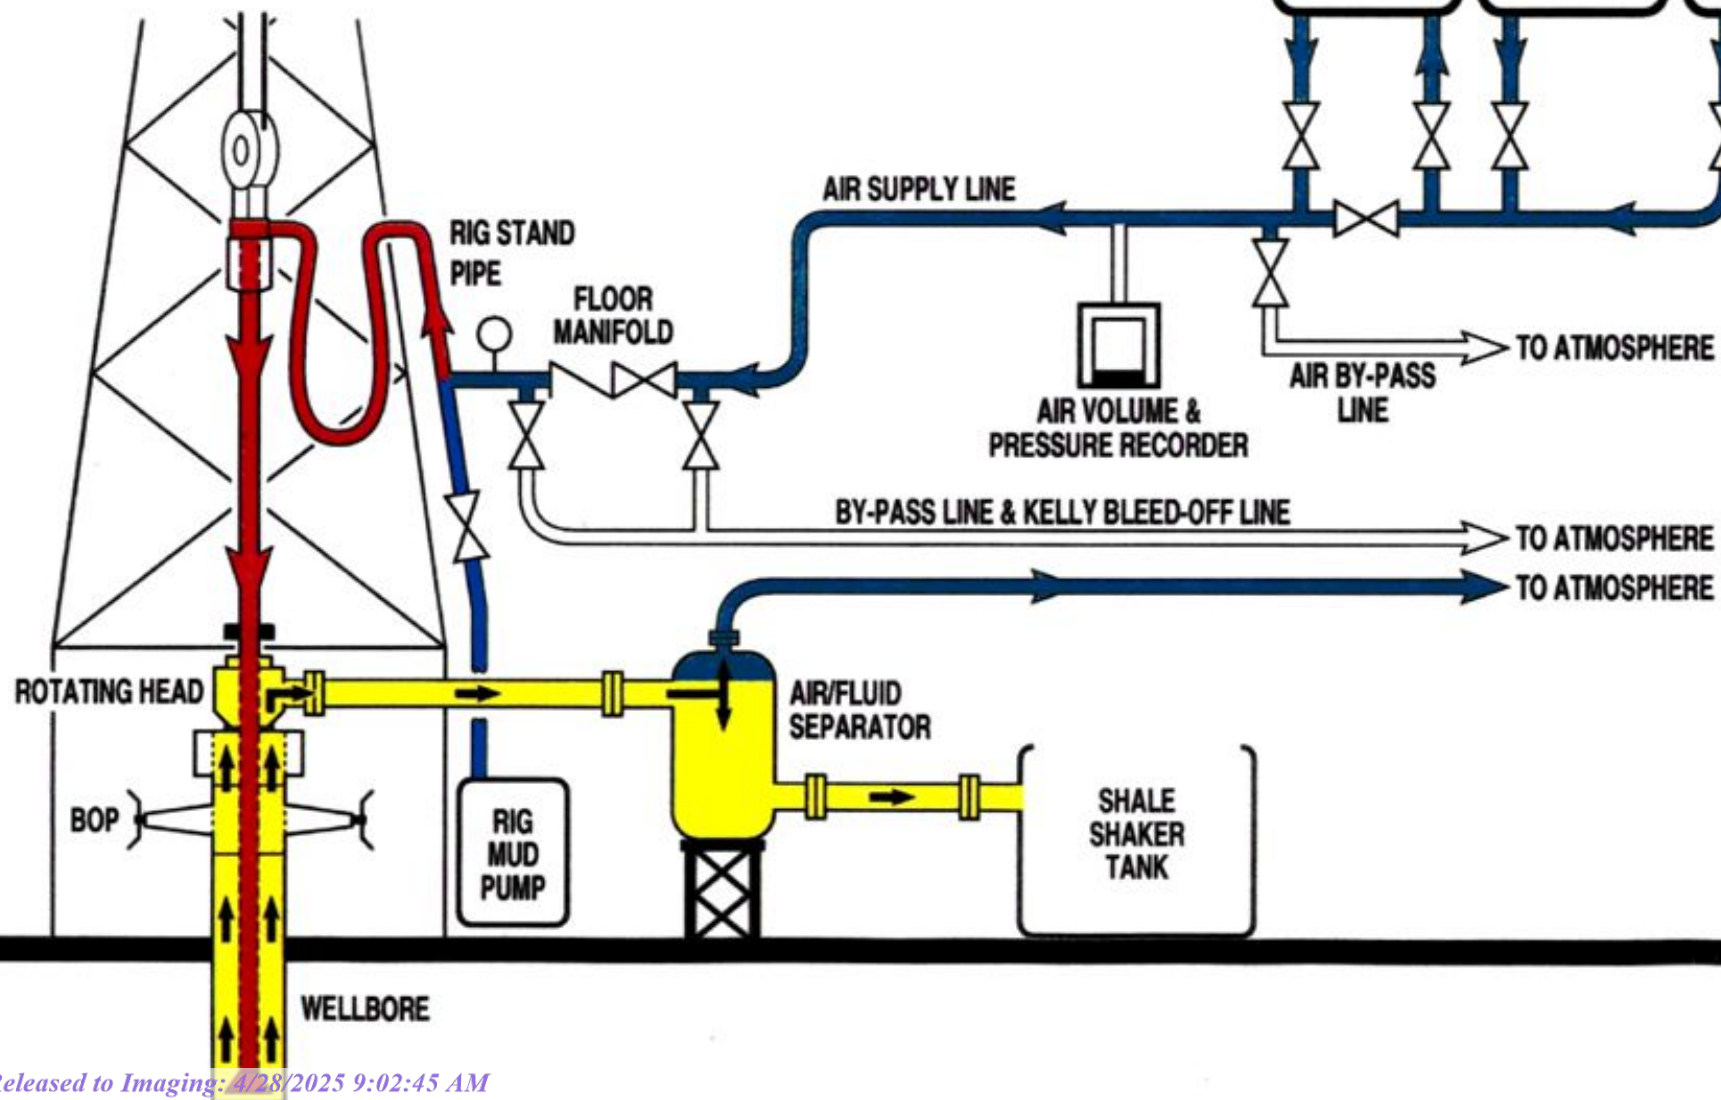 AIR SUPPLY LINE
RIG STAND
PIPE
FLOOR
MANIFOLD
TO ATMOSPHERE
AIR BY-PASS
LINE
AIR VOLUME &
PRESSURE RECORDER
BY-PASS LINE & KELLY BLEED-OFF LINE
TO ATMOSPHERE
TO ATMOSPHERE
ROTATING HEAD
AIR/FLUID
SEPARATOR
BOP
RIG
MUD
PUMP
SHALE
SHAKER
TANK
WELLBORE
eleased to Imaging: 4/28/2025 9:02:45 AM